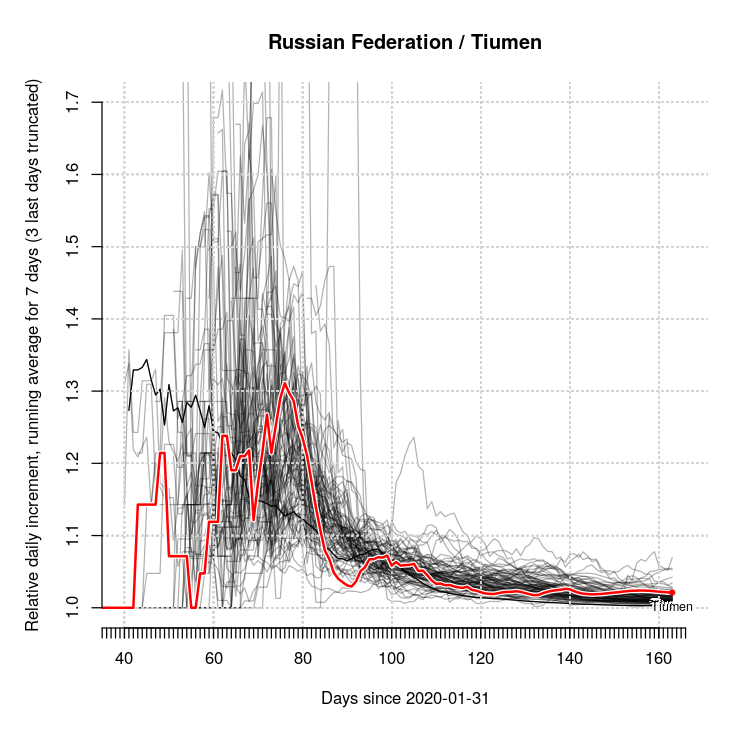 Russian Federation / Tiumen
Relative daily increment, running average for 7 days (3 last days truncated)
1.7
1.6
1.5
1.4
1.3
1.2
1.1
1.0
Tiumen
40 60 80 100 120 140 160
Days since 2020-01-31